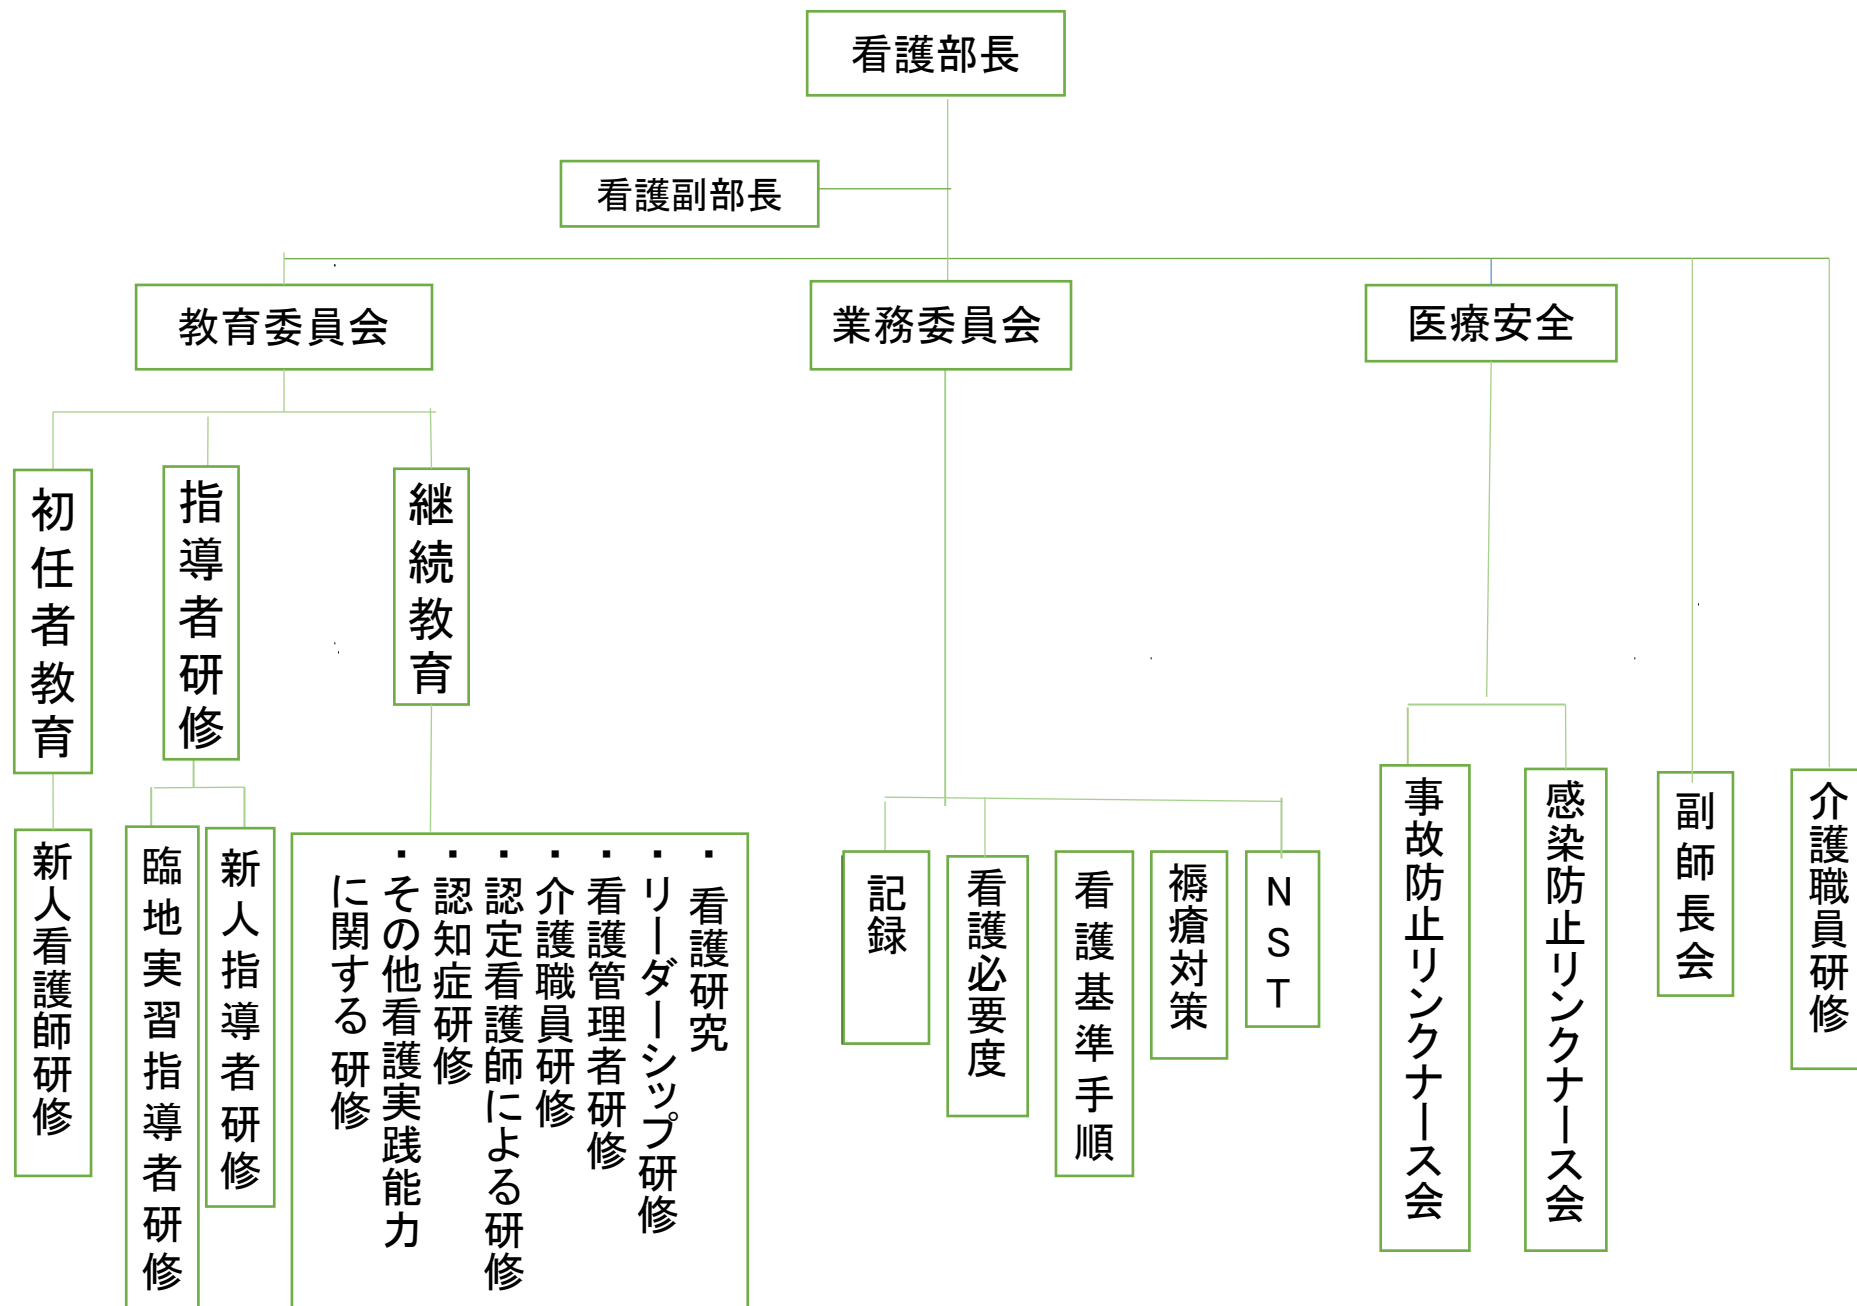 看護部長
看護副部長
教育委員会
業務委員会
医療安全
初任者教育
指導者研修
継続教育
新人看護師研修
臨地実習指導者研修
新人指導者研修
・看護研究
・リーダーシップ研修
・看護管理者研修
・介護職員研修
・認定看護師による研修
・認知症研修
・その他看護実践能力
に関する研修
記録
看護必要度
看護基準手順
褥瘡対策
NST
事故防止リンクナース会
感染防止リンクナース会
副師長会
介護職員研修